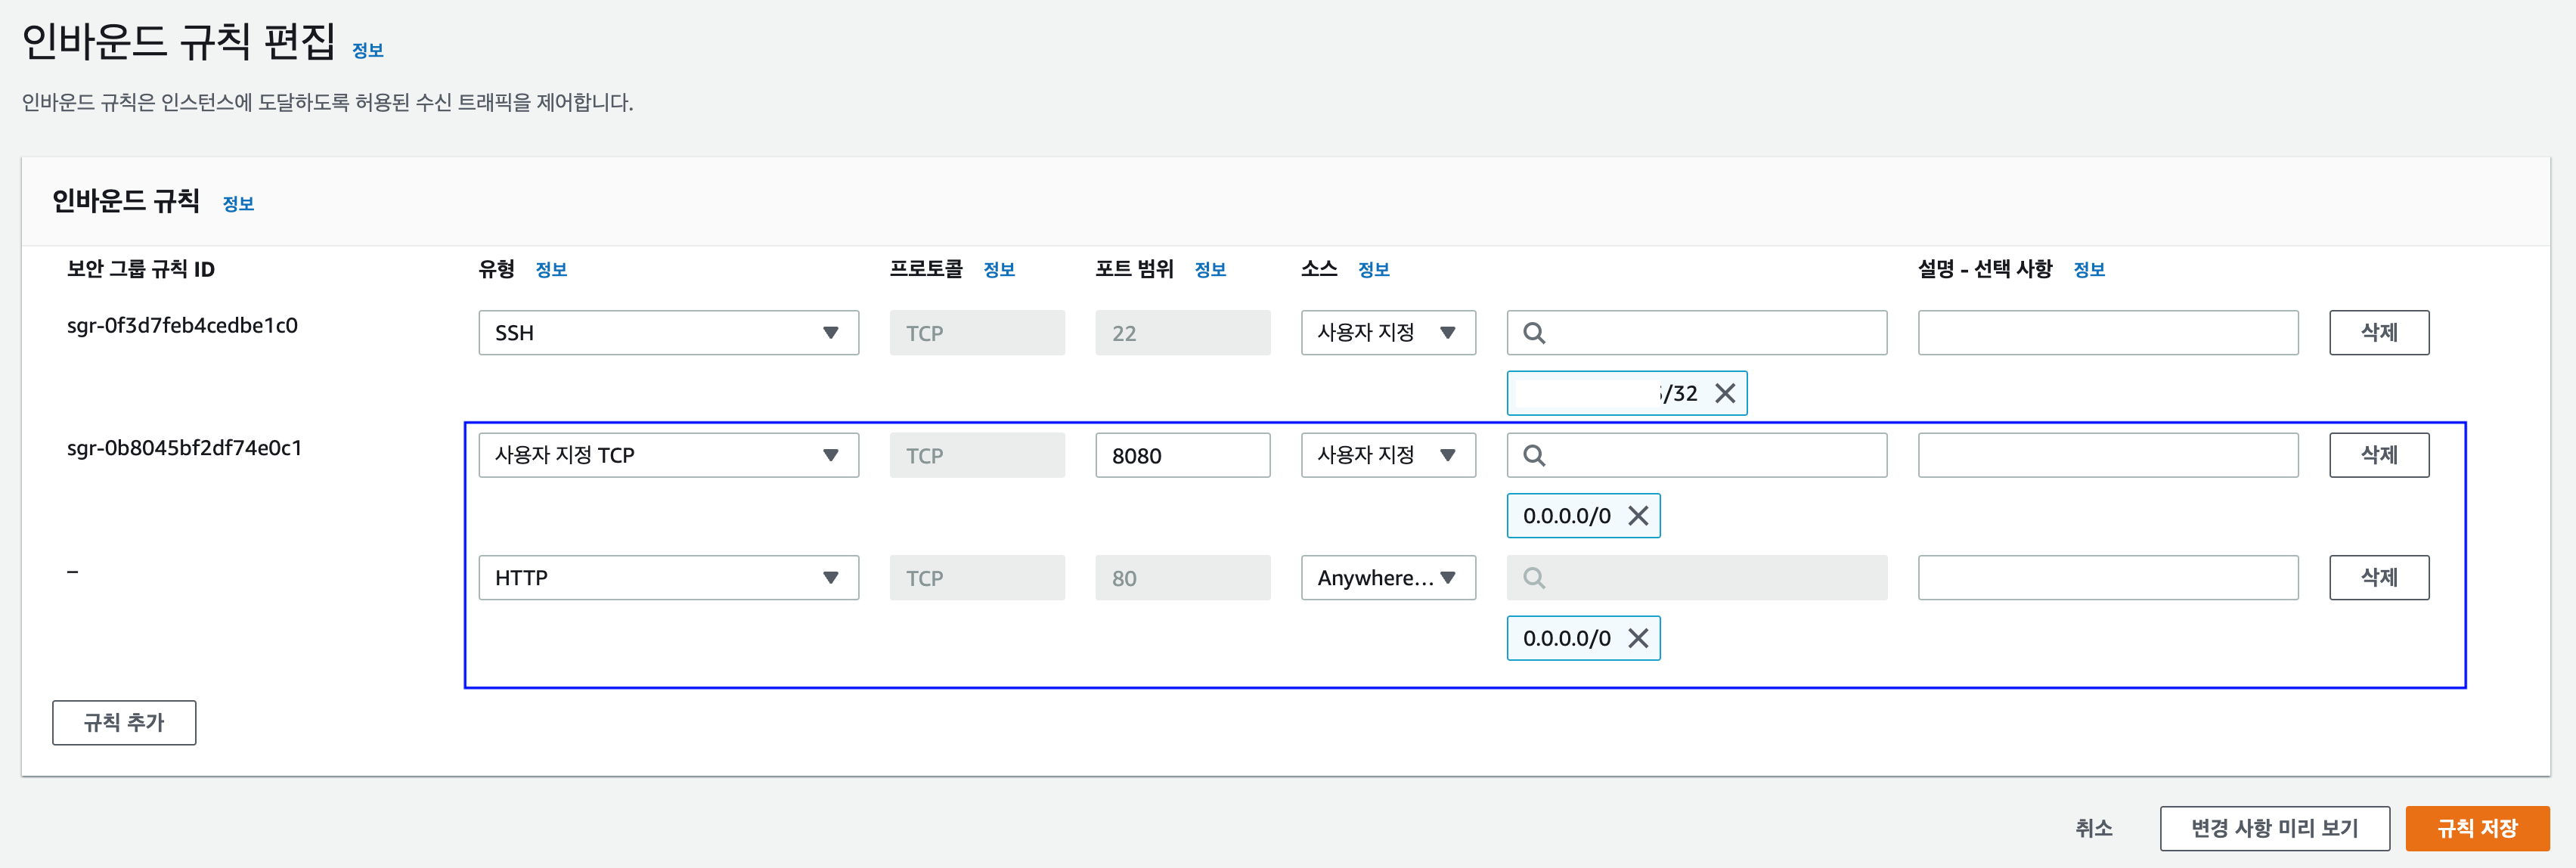 인바운드 규칙 편집 정보
인바운드 규칙은 인스턴스에 도달하도록 허용된 수신 트래픽을 제어합니다.
인바운드 규칙 정보
보안 그룹 규칙 ID 유형 정보 프로토콜 정보 포트 범위 정보 소스 정보 설명 - 선택 사항 정보
sgr-0f3d7feb4cedbe1c0 SSH TCP 22 사용자 지정 삭제
/32
sgr-0b8045bf2df74e0c1 사용자 지정 TCP TCP 8080 사용자 지정 삭제
0.0.0.0/0
– HTTP TCP 80 Anywhere... 삭제
0.0.0.0/0
규칙 추가
취소 변경 사항 미리 보기 규칙 저장